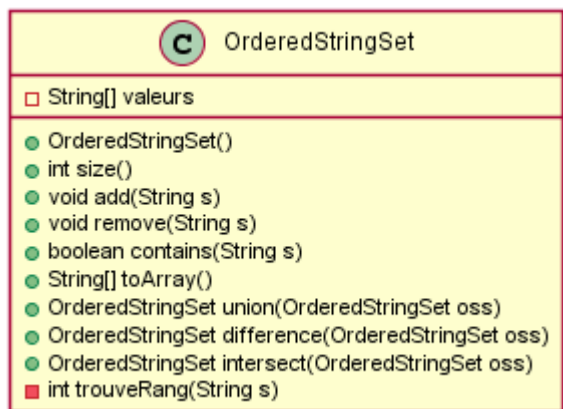 C OrderedStringSet
String[] valeurs
OrderedStringSet()
int size()
void add(String s)
void remove(String s)
boolean contains(String s)
String[] toArray()
OrderedStringSet union(OrderedStringSet oss)
OrderedStringSet difference(OrderedStringSet oss)
OrderedStringSet intersect(OrderedStringSet oss)
int trouveRang(String s)